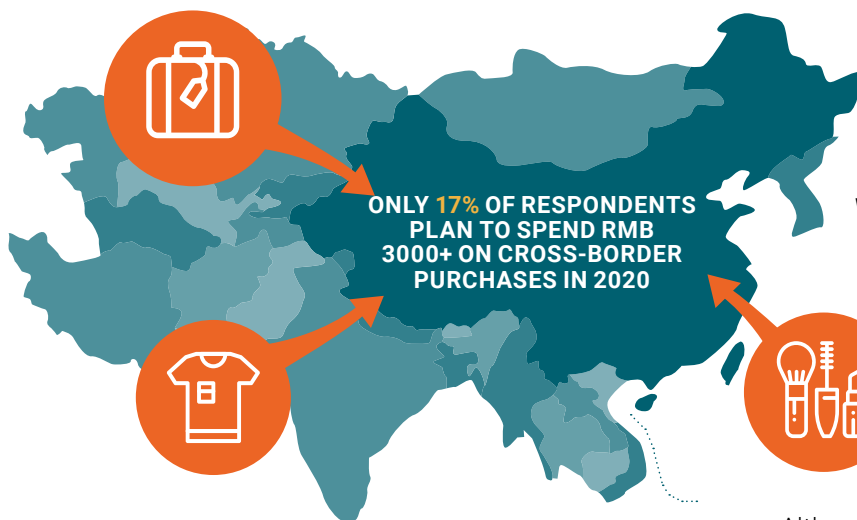 ONLY 17% OF RESPONDENTS
PLAN TO SPEND RMB
3000+ ON CROSS-BORDER
PURCHASES IN 2020